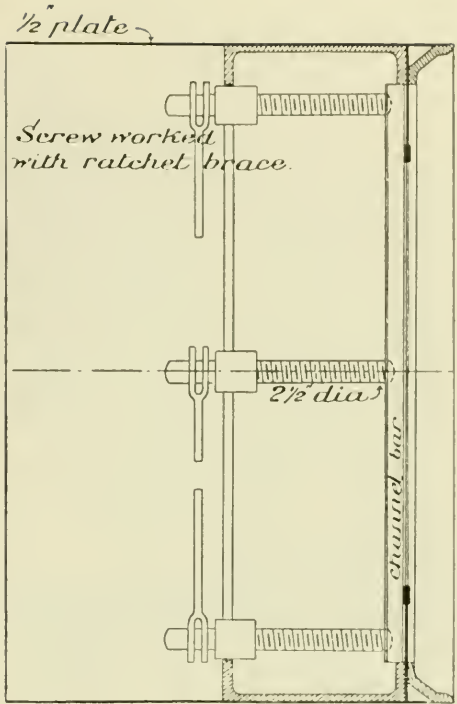 ½" plate
Screw worked
with ratchet brace.
2½" dia
channel bar